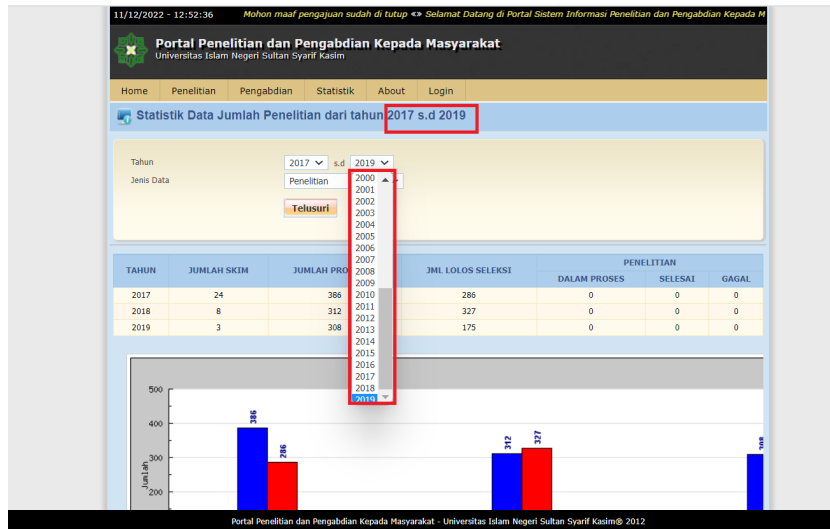 11/12/2022 - 12:52:36 Mohon maaf pengajuan sudah di tutup «» Selamat Datang di Portal Sistem Informasi Penelitian dan Pengabdian Kepada M
Portal Penelitian dan Pengabdian Kepada Masyarakat
Universitas Islam Negeri Sultan Syarif Kasim
Home Penelitian Pengabdian Statistik About Login
Statistik Data Jumlah Penelitian dari tahun 2017 s.d 2019
Tahun 2017 s.d 2019
Jenis Data Penelitian
Telusuri
2000
2001
2002
2003
2004
2005
2006
2007
2008
2009
2010
2011
2012
2013
2014
2015
2016
2017
2018
2019
TAHUN JUMLAH SKIM JUMLAH PRO JML LOLOS SELEKSI PENELITIAN
DALAM PROSES SELESAI GAGAL
2017 24 386 286 0 0 0
2018 8 312 327 0 0 0
2019 3 308 175 0 0 0
500
400
300
200
Jumlah
386
286
312
327
308
Portal Penelitian dan Pengabdian Kepada Masyarakat - Universitas Islam Negeri Sultan Syarif Kasim® 2012